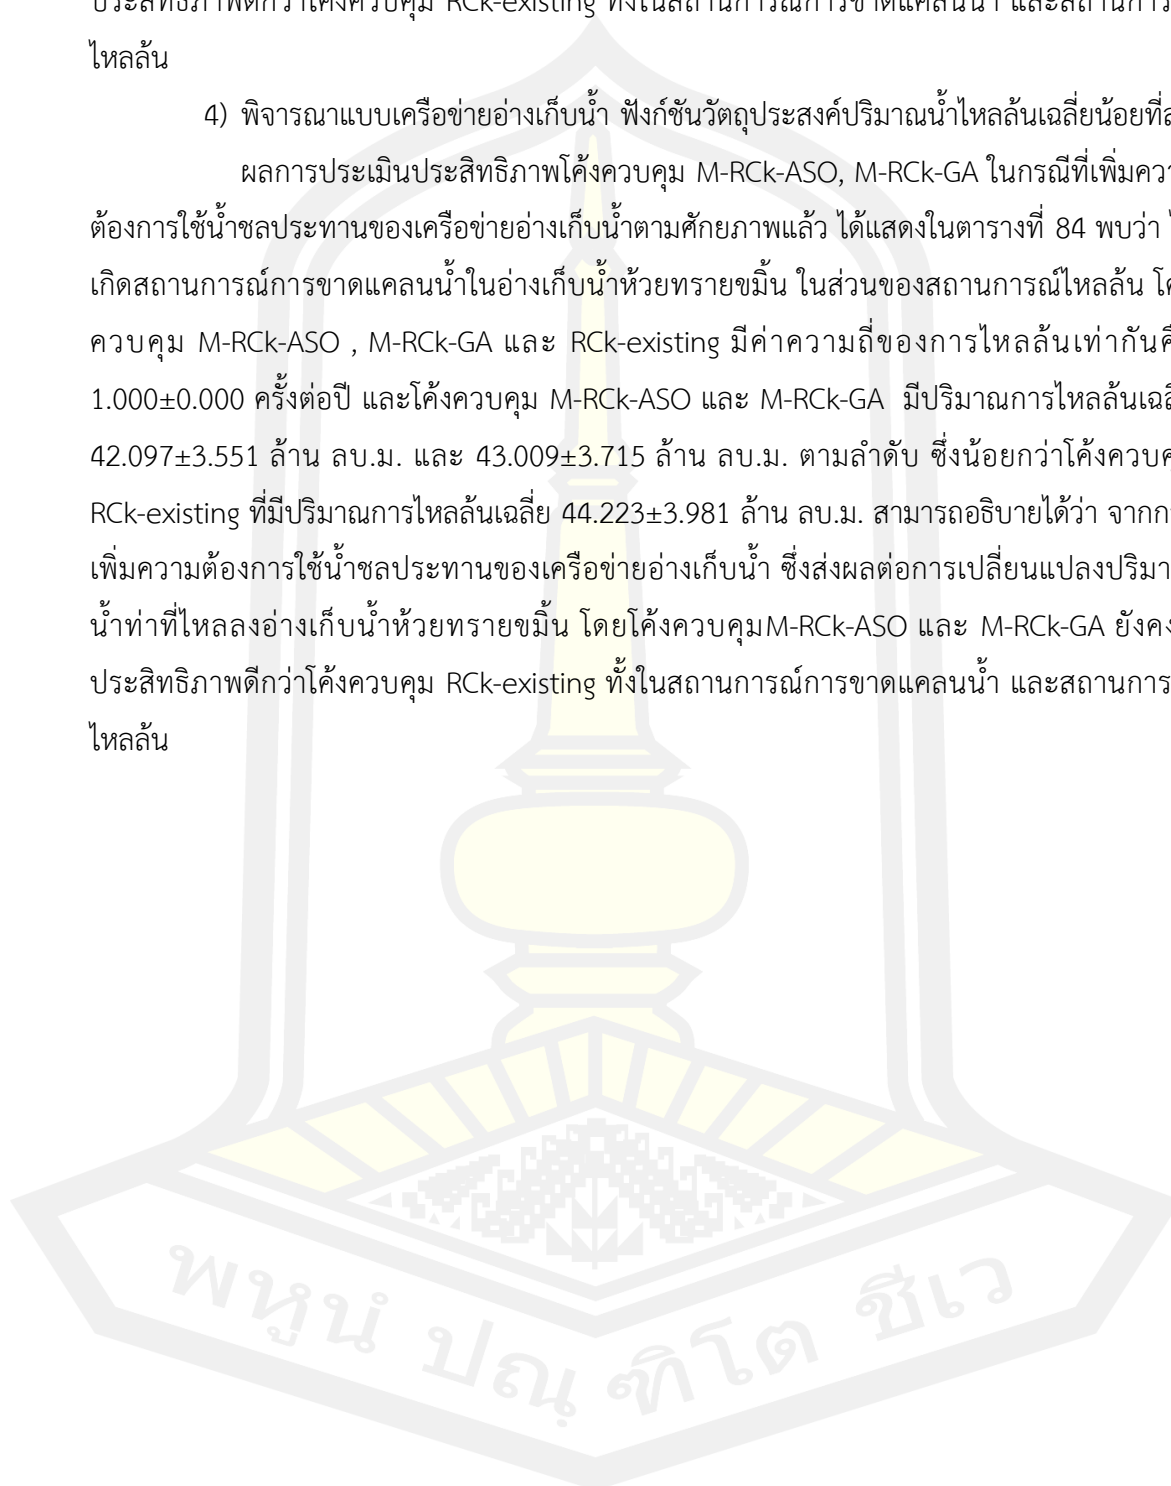 ประสิทธิภาพดีกว่าโค้งควบคุม RCk-existing ทั้งในสถานการณ์การขาดแคลนน้ำ
ไหลล้น
4) พิจารณาแบบเครือข่ายอ่างเก็บน้ำ ฟังก์ชันวัตถุประสงค์ปริมาณน้ำไหลล้นเฉลี่ยน้อยที่
ผลการประเมินประสิทธิภาพโค้งควบคุม M-RCk-ASO, M-RCk-GA ในกรณีที่เพิ่มควา
ต้องการใช้น้ำชลประทานของเครือข่ายอ่างเก็บน้ำตามศักยภาพแล้ว ได้แสดงในตารางที่ 84 พบว่า
เกิดสถานการณ์การขาดแคลนน้ำในอ่างเก็บน้ำห้วยทรายขมิ้น ในส่วนของสถานการณ์ไหลล้น
ควบคุม M-RCk-ASO , M-RCk-GA และ RCk-existing มีค่าความถี่ของการไหลล้นเท่ากัน
1.000±0.000 ครั้งต่อปี และโค้งควบคุม M-RCk-ASO และ M-RCk-GA มีปริมาณการไหลล้น
42.097±3.551 ล้าน ลบ.ม. และ 43.009±3.715 ล้าน ลบ.ม. ตามลำดับ ซึ่งน้อยกว่าโค้งควบ
RCk-existing ที่มีปริมาณการไหลล้นเฉลี่ย 44.223±3.981 ล้าน ลบ.ม. สามารถอธิบายได้ว่า จาก
เพิ่มความต้องการใช้น้ำชลประทานของเครือข่ายอ่างเก็บน้ำ ซึ่งส่งผลต่อการเปลี่ยนแปลงปริมา
น้ำท่าที่ไหลลงอ่างเก็บน้ำห้วยทรายขมิ้น โดยโค้งควบคุมM-RCk-ASO และ M-RCk-GA ยังคง
ประสิทธิภาพดีกว่าโค้งควบคุม RCk-existing ทั้งในสถานการณ์การขาดแคลนน้ำ และสถานการ
ไหลล้น
พหูนํ ปณฺฑิโต ชีเว